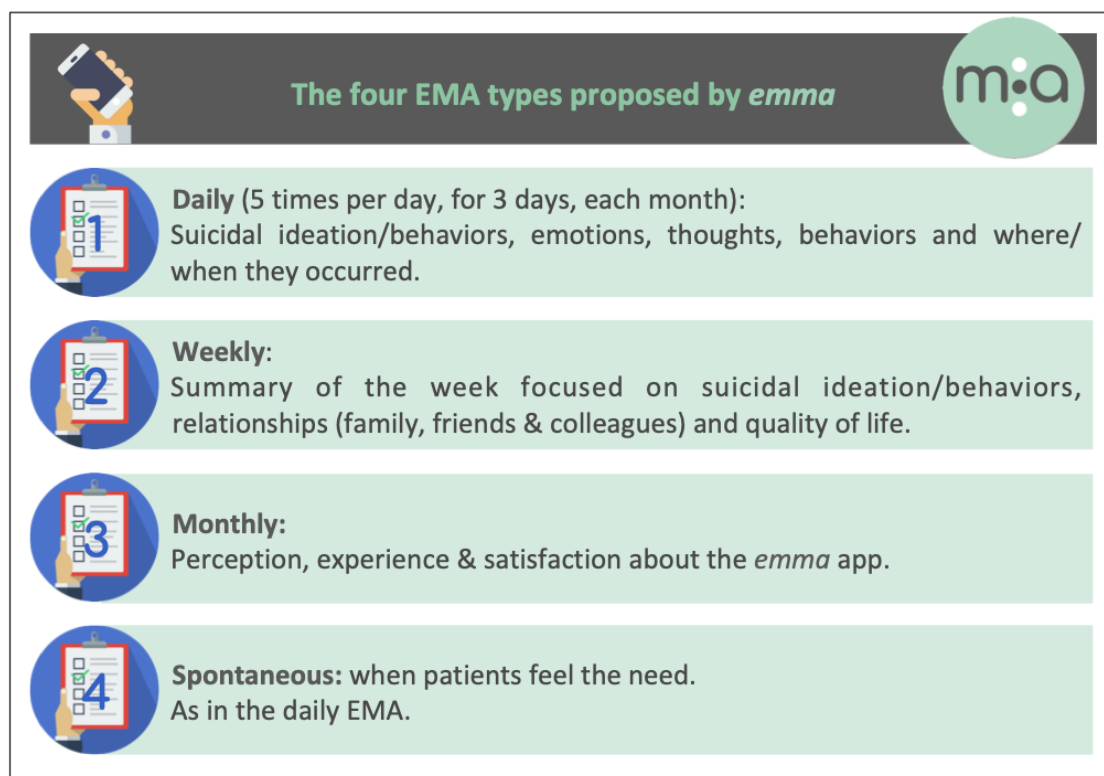 The four EMA types proposed by emma
m:a
1
Daily (5 times per day, for 3 days, each month):
Suicidal ideation/behaviors, emotions, thoughts, behaviors and where/
when they occurred.
2
Weekly:
Summary of the week focused on suicidal ideation/behaviors,
relationships (family, friends & colleagues) and quality of life.
3
Monthly:
Perception, experience & satisfaction about the emma app.
4
Spontaneous: when patients feel the need.
As in the daily EMA.